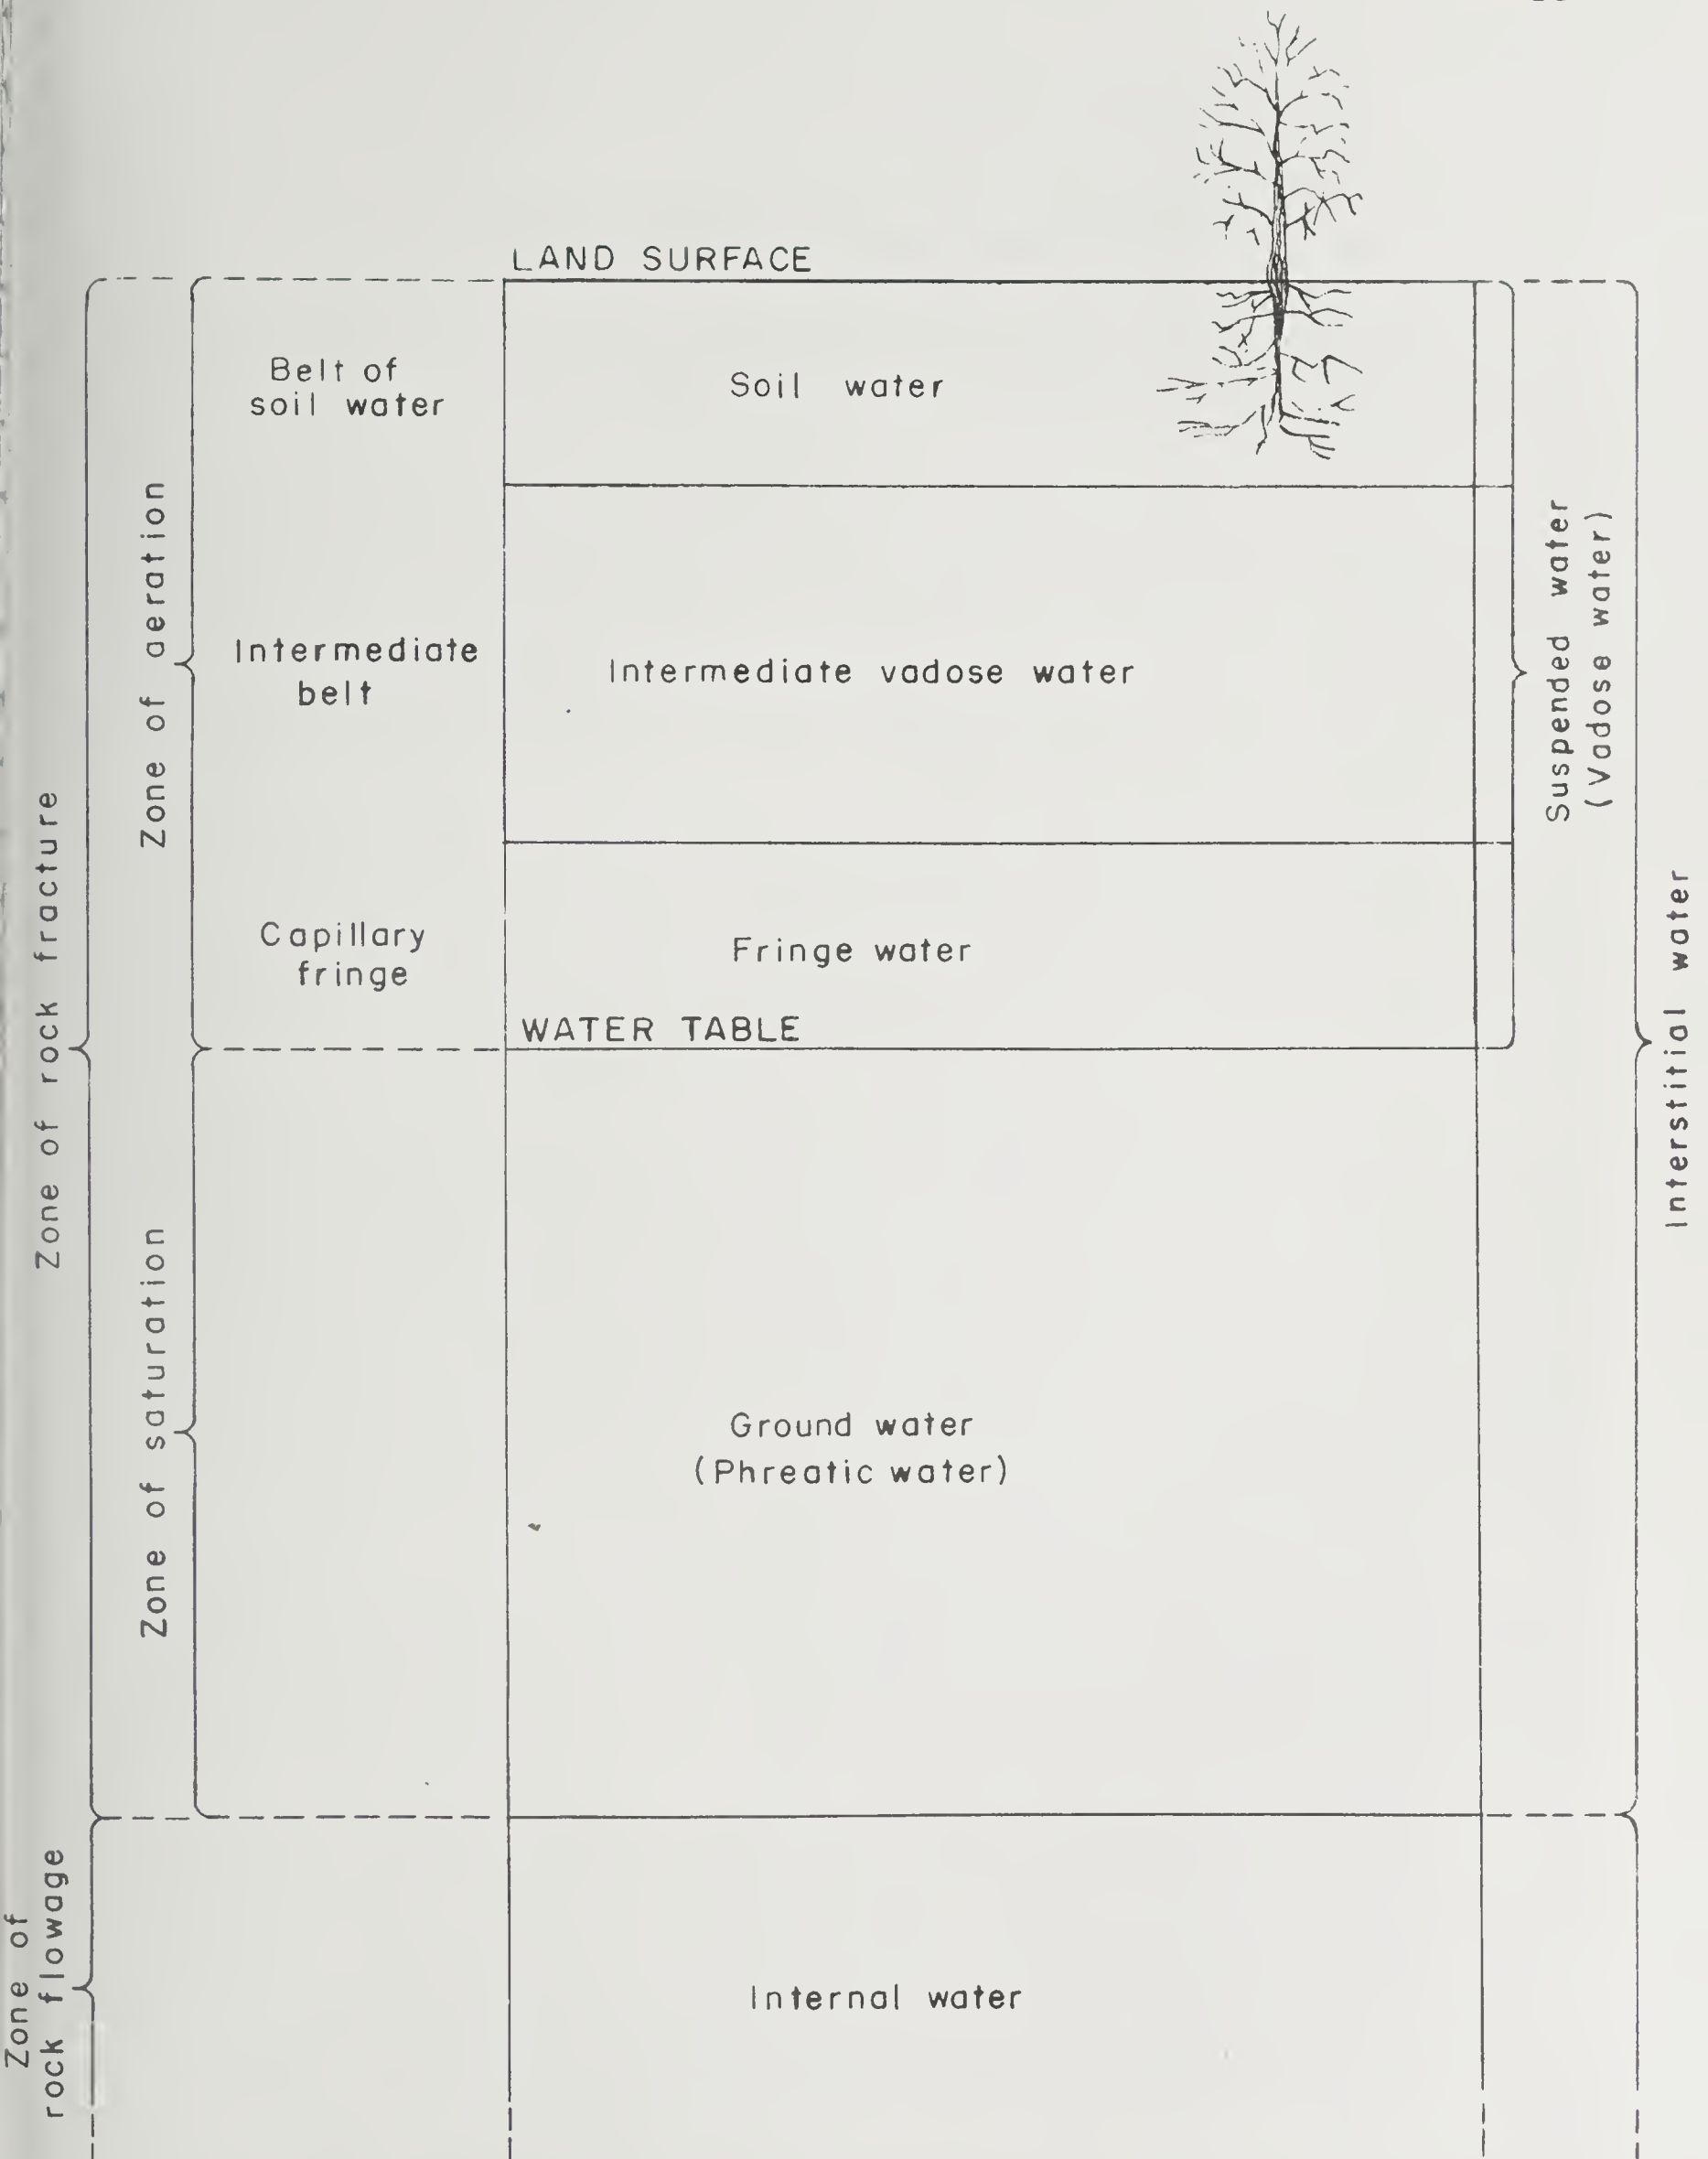 LAND SURFACE
Belt of
soil water
Soil water
Zone of aeration
Intermediate
belt
Intermediate vadose water
Suspended water
(Vadose water)
Zone of rock fracture
Capillary
fringe
Fringe water
WATER TABLE
Interstitial water
Zone of saturation
Ground water
(Phreatic water)
Zone of
rock flowage
Internal water